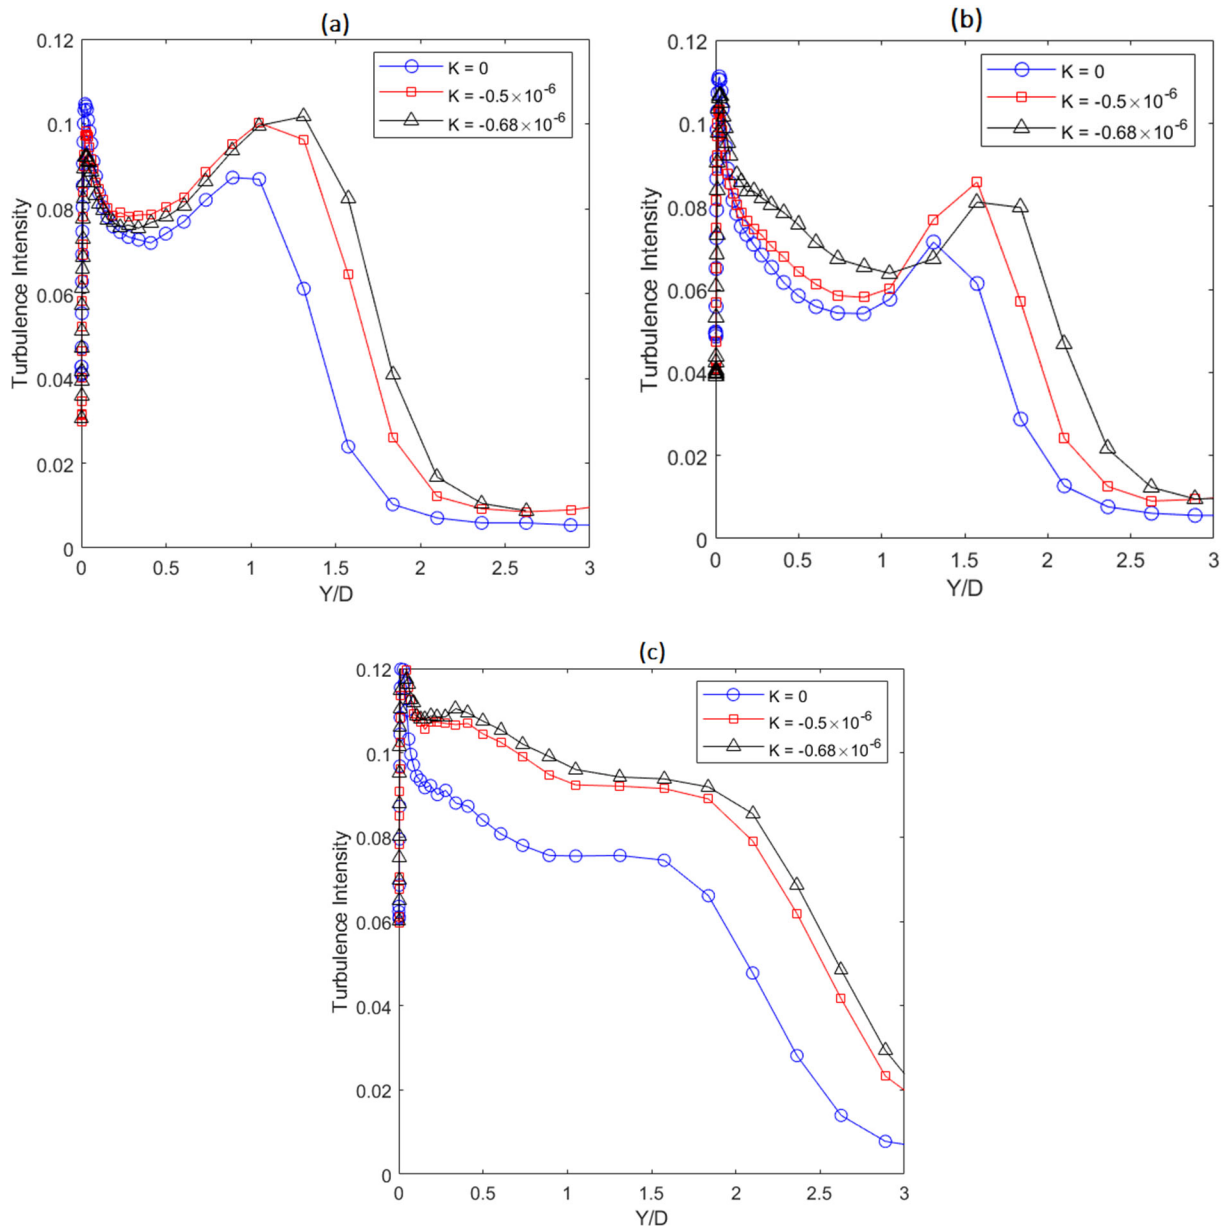 (a)
0.12
0.1
0.08
0.06
0.04
0.02
0
Turbulence Intensity
K = 0
K = -0.5×10⁻⁶
K = -0.68×10⁻⁶
0 0.5 1 1.5 2 2.5 3
Y/D
(b)
0.12
0.1
0.08
0.06
0.04
0.02
0
Turbulence Intensity
K = 0
K = -0.5×10⁻⁶
K = -0.68×10⁻⁶
0 0.5 1 1.5 2 2.5 3
Y/D
(c)
0.12
0.1
0.08
0.06
0.04
0.02
0
Turbulence Intensity
K = 0
K = -0.5×10⁻⁶
K = -0.68×10⁻⁶
0 0.5 1 1.5 2 2.5 3
Y/D